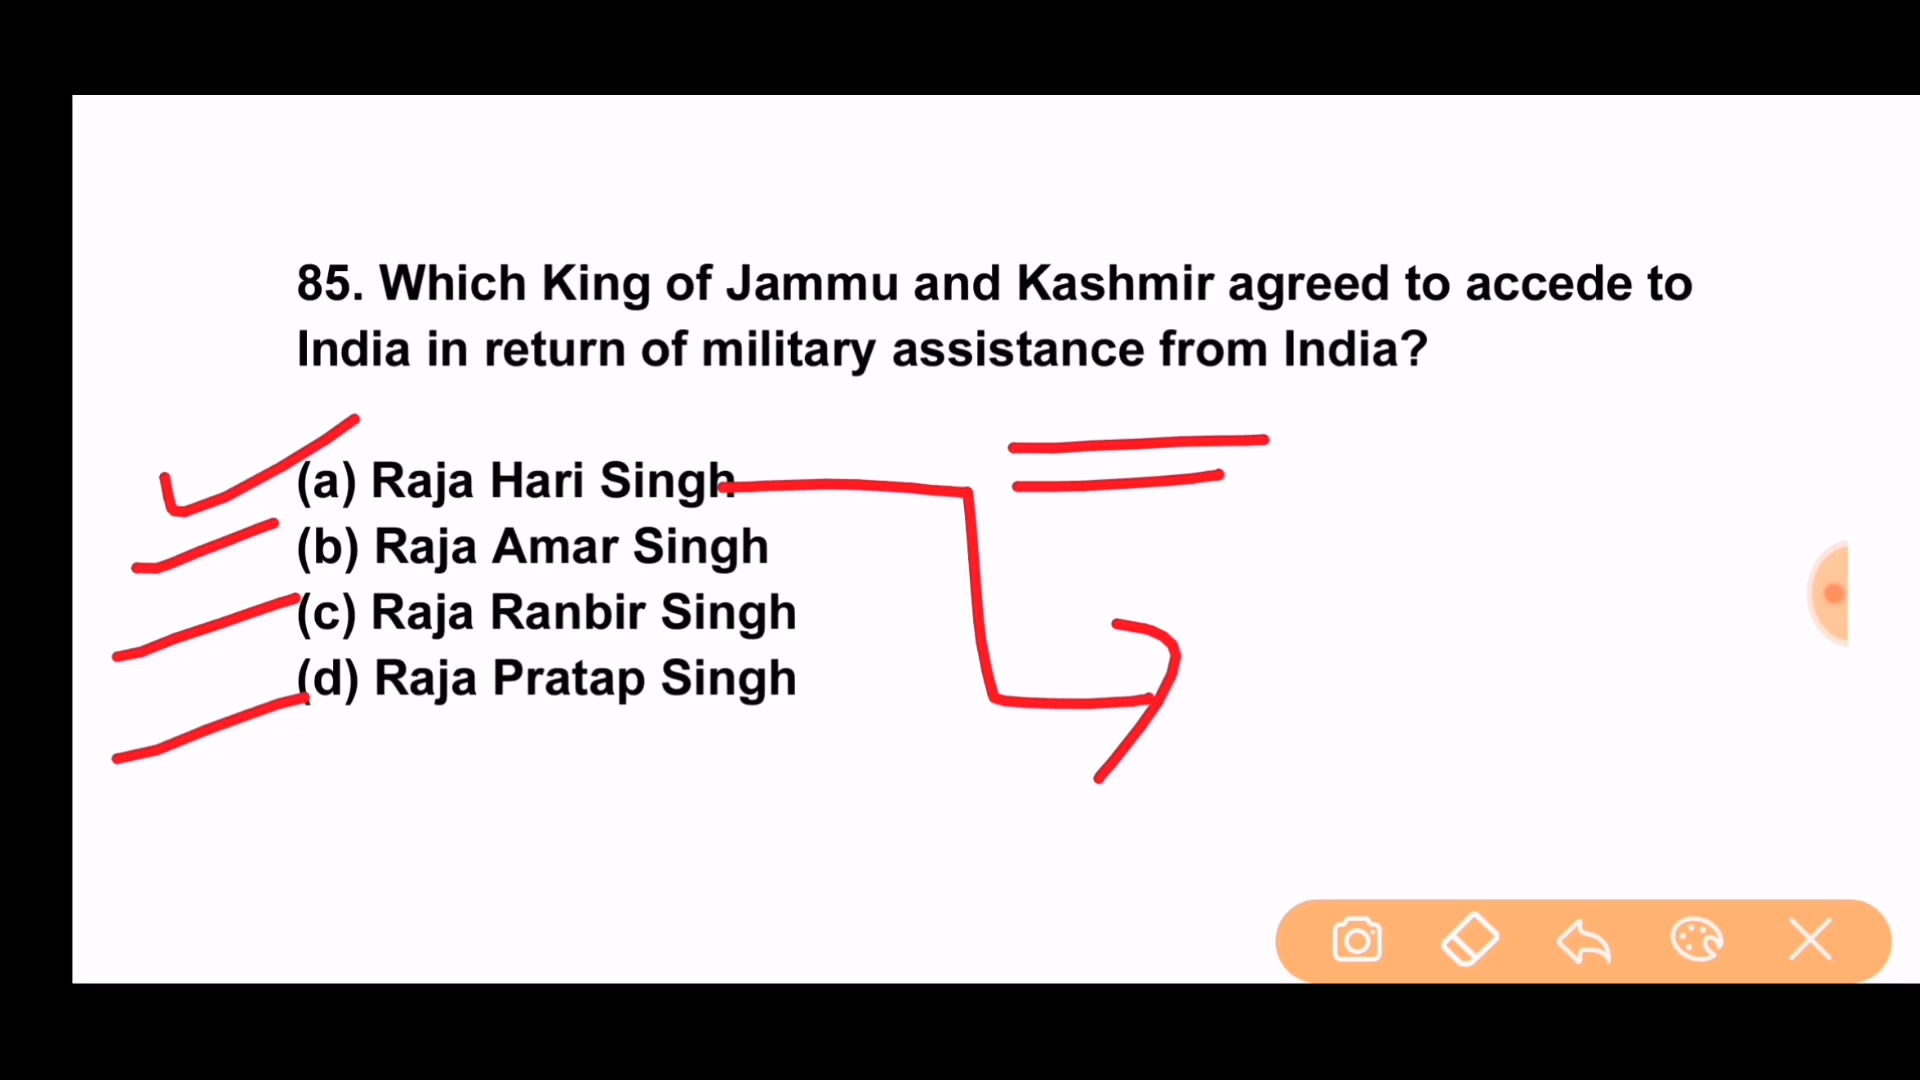 85. Which King of Jammu and Kashmir agreed to accede to
India in return of military assistance from India?
(a) Raja Hari Singh
(b) Raja Amar Singh
(c) Raja Ranbir Singh
(d) Raja Pratap Singh